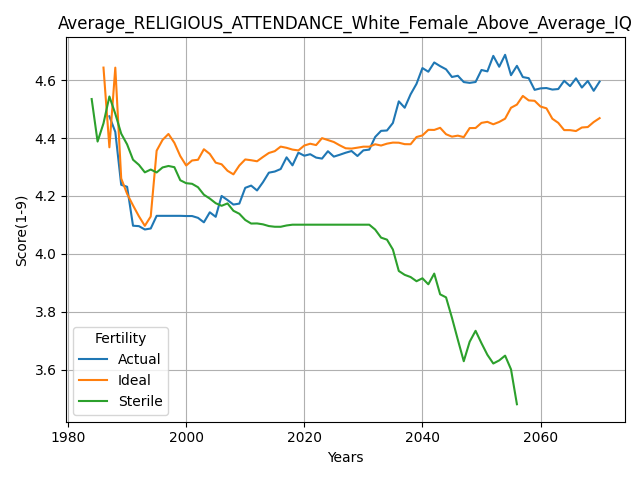 Average_RELIGIOUS_ATTENDANCE_White_Female_Above_Average_IQ
Score(1-9)
4.6
4.4
4.2
4.0
3.8
3.6
Fertility
Actual
Ideal
Sterile
1980 2000 2020 2040 2060
Years